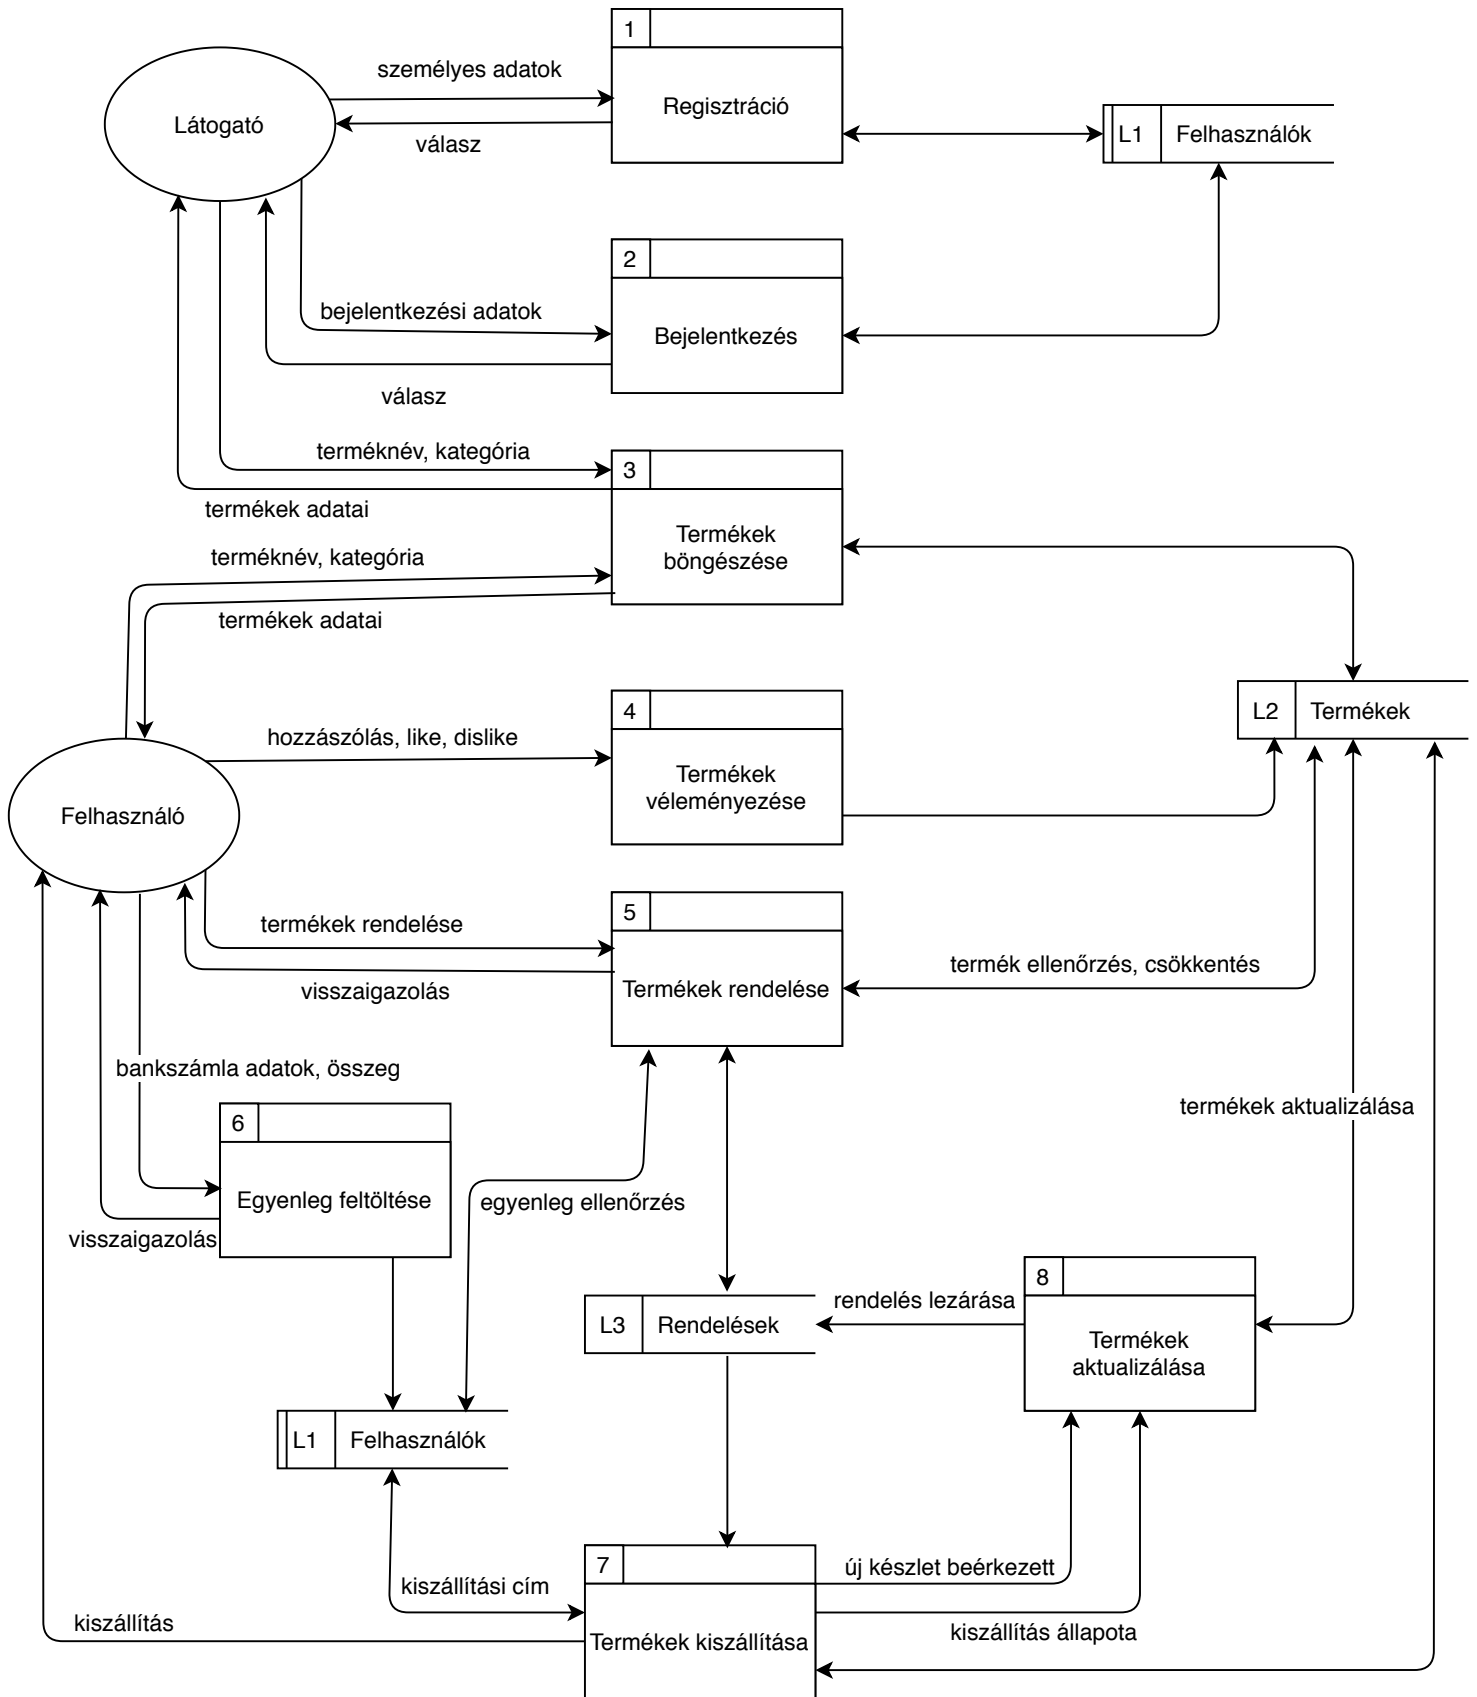 1
személyes adatok
Látogató
Regisztráció
válasz
L1
Felhasználók
2
bejelentkezési adatok
Bejelentkezés
válasz
terméknév, kategória
3
termékek adatai
Termékek
böngészése
terméknév, kategória
termékek adatai
4
L2
Termékek
hozzászólás, like, dislike
Termékek
véleményezése
Felhasználó
5
termékek rendelése
termék ellenőrzés, csökkentés
Termékek rendelése
visszaigazolás
bankszámla adatok, összeg
termékek aktualizálása
6
Egyenleg feltöltése
egyenleg ellenőrzés
visszaigazolás
8
rendelés lezárása
L3
Rendelések
Termékek
aktualizálása
L1
Felhasználók
7
új készlet beérkezett
kiszállítási cím
kiszállítás
kiszállítás állapota
Termékek kiszállítása